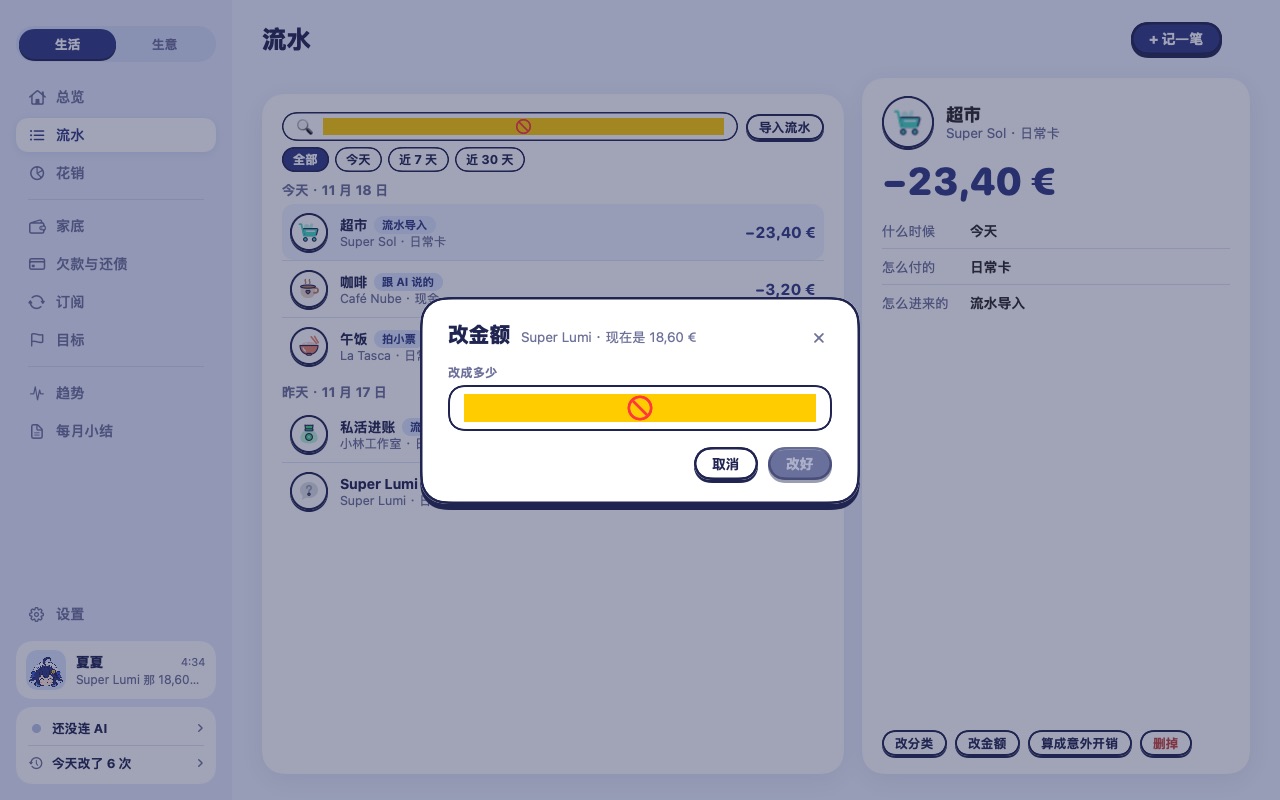 生活
生意
总览
流水
花销
家底
欠款与还债
订阅
目标
趋势
每月小结
设置
夏夏 4:34
Super Lumi 那 18,60...
还没连 AI
今天改了 6 次
流水
+ 记一笔
导入流水
全部
今天
近 7 天
近 30 天
今天 · 11 月 18 日
超市 流水导入
Super Sol · 日常卡
−23,40 €
咖啡 跟 AI 说的
Café Nube · 现金
−3,20 €
午饭 拍小票
La Tasca · 日
昨天 · 11 月 17 日
私活进账 流
小林工作室
Super Lumi
Super Lumi
改金额 Super Lumi · 现在是 18,60 €
改成多少
取消
改好
超市
Super Sol · 日常卡
−23,40 €
什么时候 今天
怎么付的 日常卡
怎么进来的 流水导入
改分类
改金额
算成意外开销
删掉